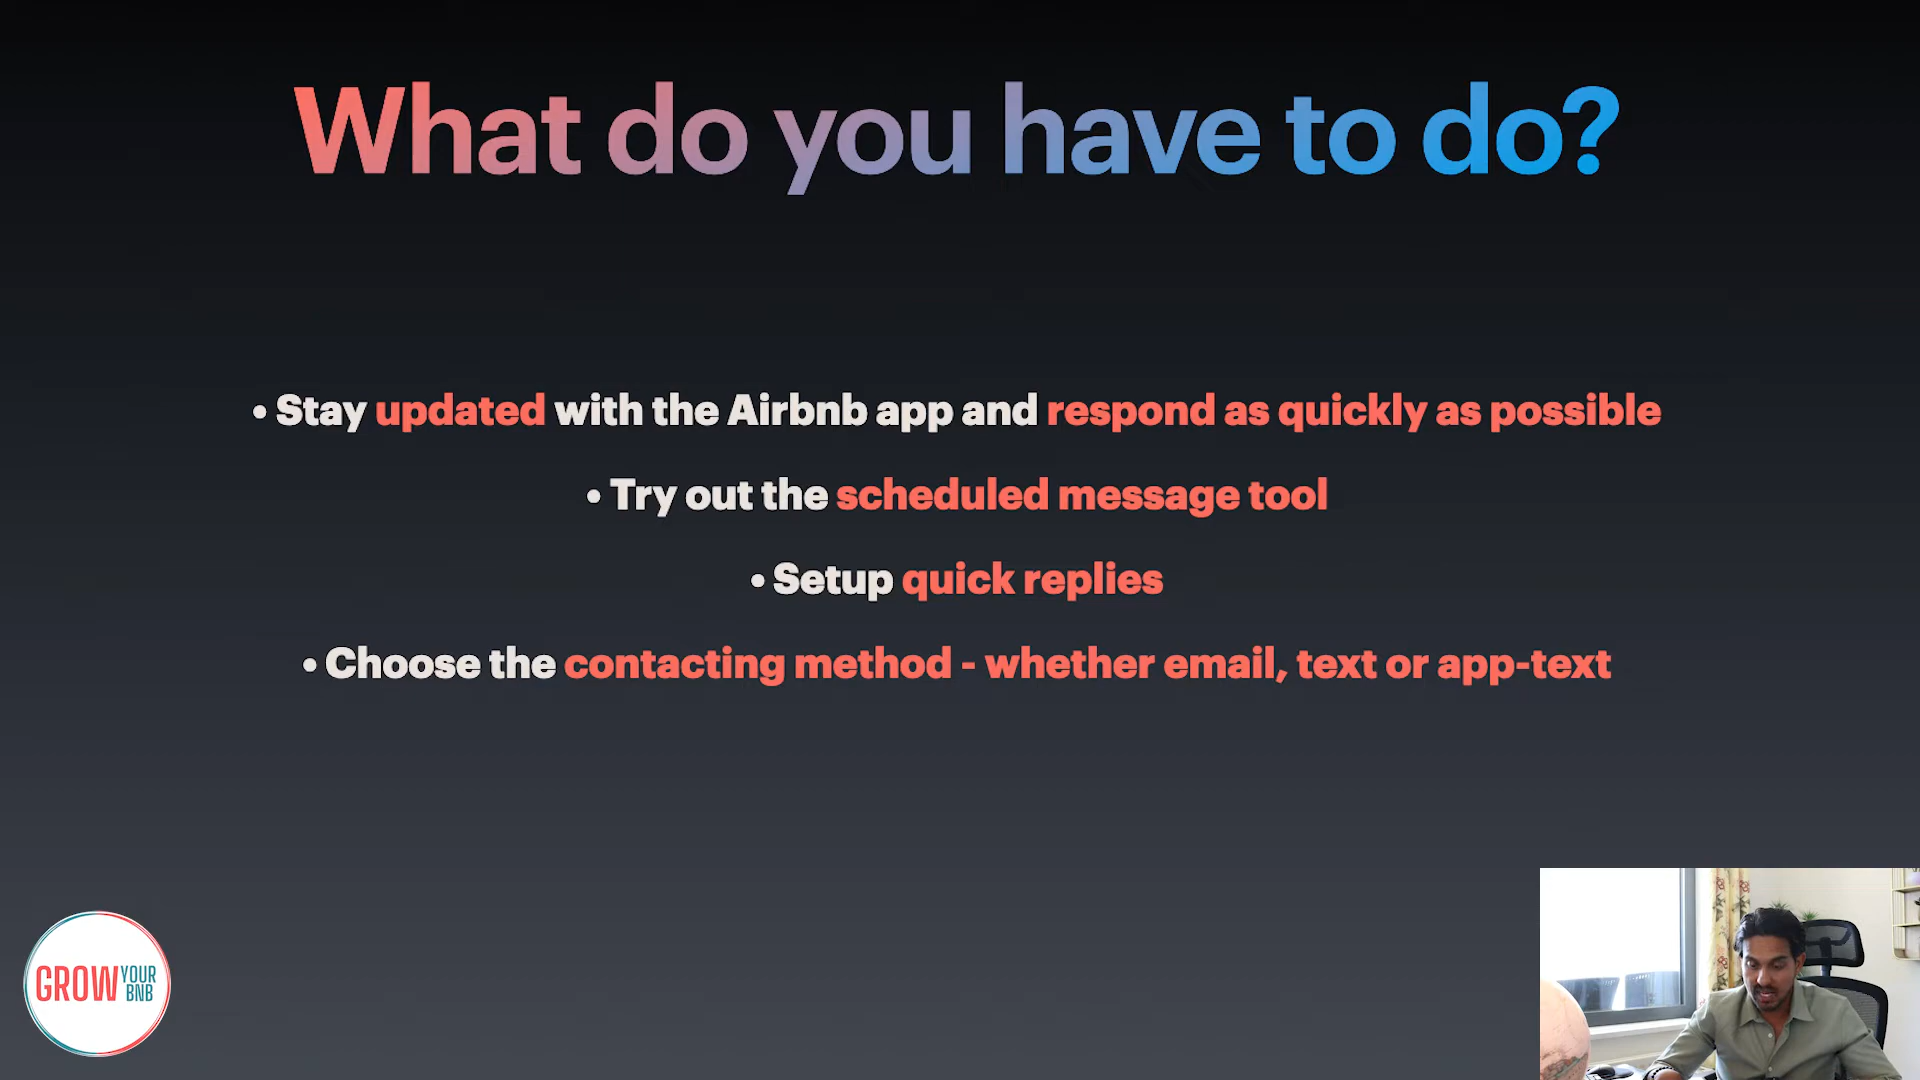 What do you have to do?
• Stay updated with the Airbnb app and respond as quickly as possible
• Try out the scheduled message tool
• Setup quick replies
• Choose the contacting method - whether email, text or app-text
GROW YOUR
BNB